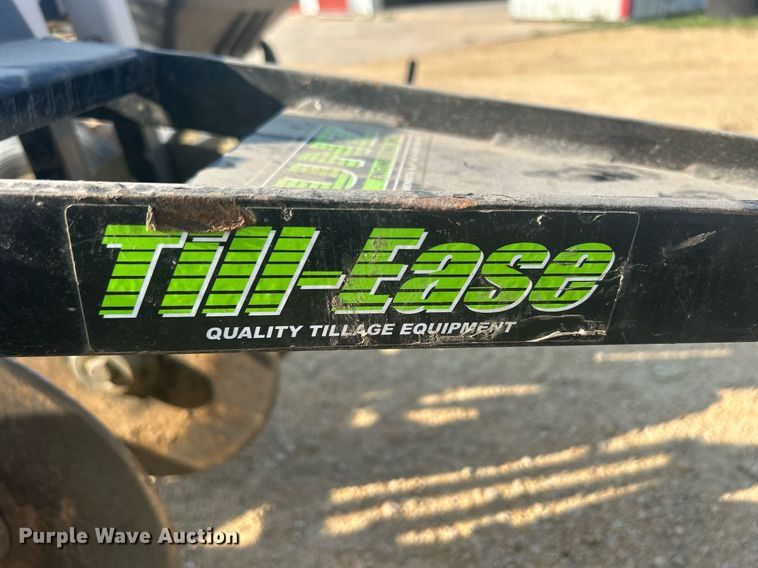 Till-Ease
QUALITY TILLAGE EQUIPMENT
Purple Wave Auction®